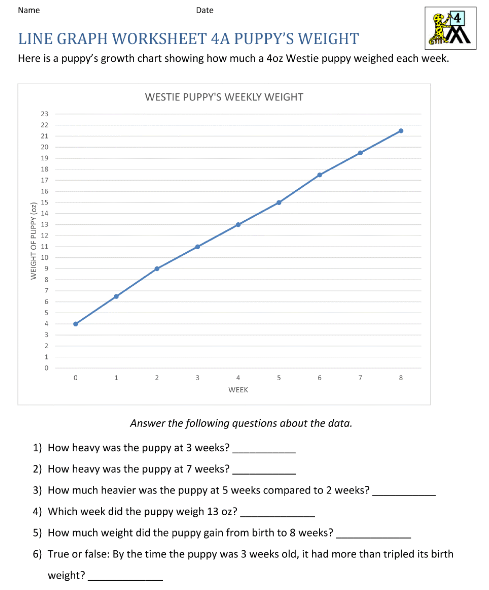 Name Date
4
LINE GRAPH WORKSHEET 4A PUPPY'S WEIGHT
Here is a puppy's growth chart showing how much a 4oz Westie puppy weighed each week.
WESTIE PUPPY'S WEEKLY WEIGHT
23
22
21
20
19
18
17
16
15
14
13
12
11
10
9
8
7
6
5
4
3
2
1
0
WEIGHT OF PUPPY (oz)
0 1 2 3 4 5 6 7 8
WEEK
Answer the following questions about the data.
1) How heavy was the puppy at 3 weeks? ___________
2) How heavy was the puppy at 7 weeks? ___________
3) How much heavier was the puppy at 5 weeks compared to 2 weeks? ___________
4) Which week did the puppy weigh 13 oz? _____________
5) How much weight did the puppy gain from birth to 8 weeks? _____________
6) True or false: By the time the puppy was 3 weeks old, it had more than tripled its birth
weight? _____________